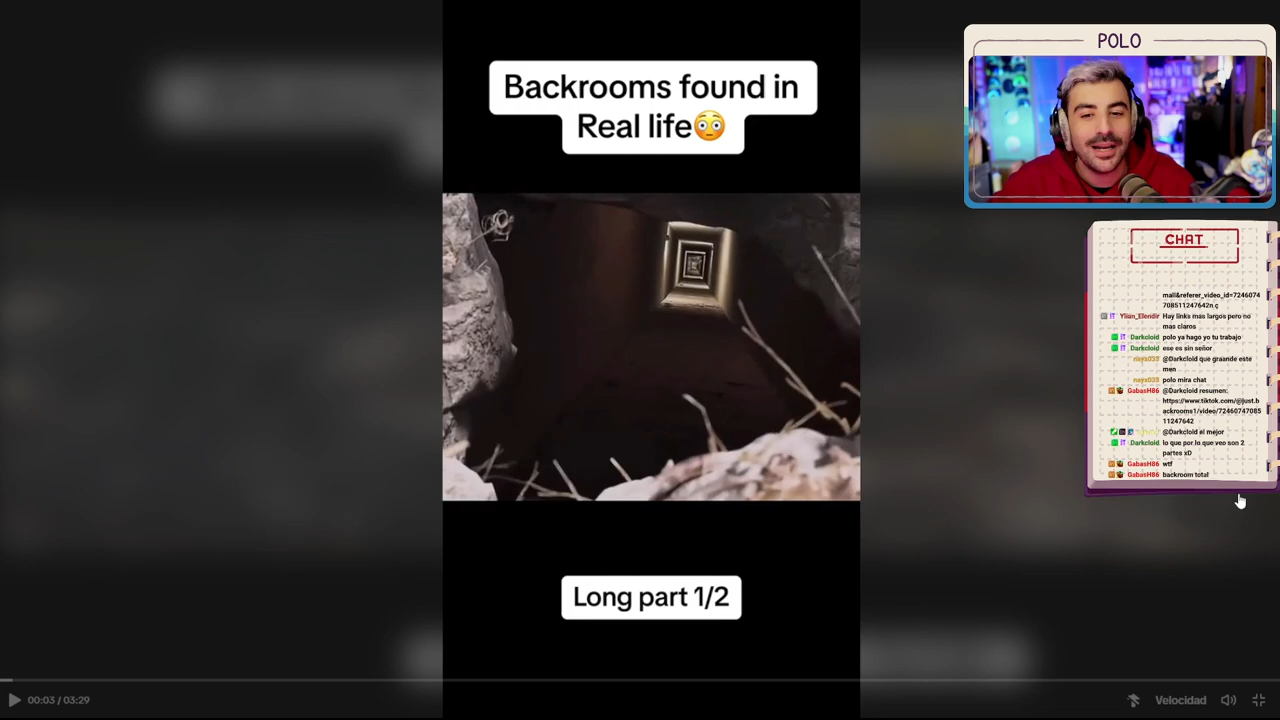 Backrooms found in
Real life😳
Long part 1/2
00:03 / 03:29
Velocidad
POLO
CHAT
mall&referer_video_id=7246074
708511247642n ç
Ylian_Elendir Hay links mas largos pero no
mas claros
Darkcloid polo ya hago yo tu trabajo
Darkcloid ese es sin señor
@Darkcloid que graande este
men
polo mira chat
GabasH86 @Darkcloid resumen:
https://www.tiktok.com/@just.b
ackrooms1/video/72460747085
11247642
@Darkcloid el mejor
Darkcloid lo que por lo que veo son 2
partes xD
GabasH86 wtf
GabasH86 backroom total